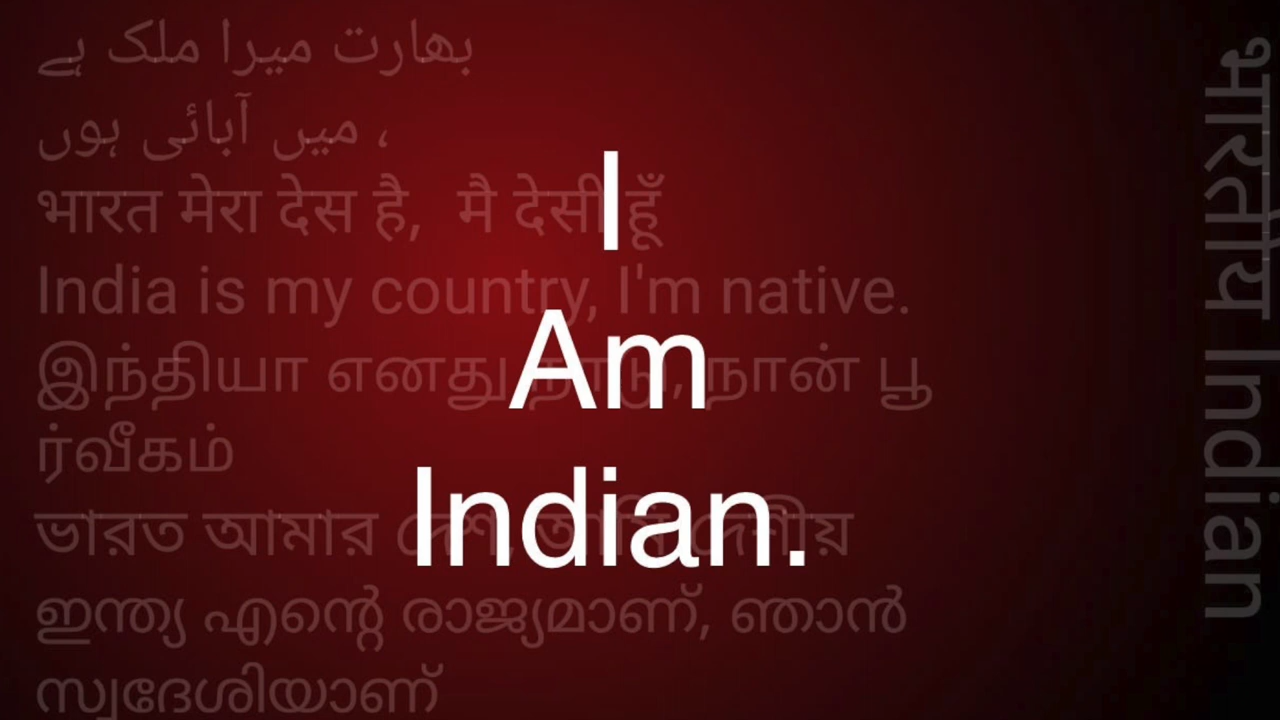 بھارت میرا ملک ہے
، میں آبائی ہوں
भारत मेरा देस है, मै देसी हूँ
India is my country, I'm native.
இந்தியா எனது நாடு, நான் பூ
ர்வீகம்
ভারত আমার দেশ, আমি দেশীয়
ഇന്ത്യ എന്റെ രാജ്യമാണ്, ഞാൻ
സ്വദേശിയാണ്
I
Am
Indian.
भारतीय Indian